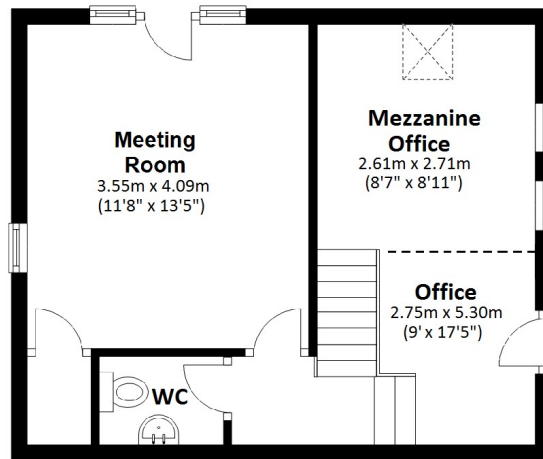 Meeting
Room
3.55m x 4.09m
(11'8" x 13'5")
Mezzanine
Office
2.61m x 2.71m
(8'7" x 8'11")
Office
2.75m x 5.30m
(9' x 17'5")
WC